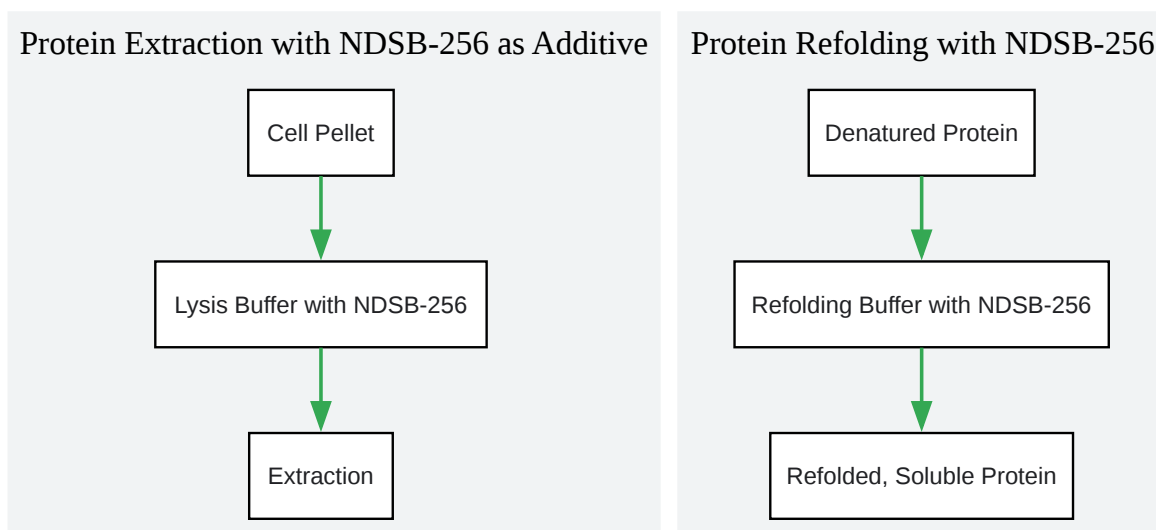 Protein Extraction with NDSB-256 as Additive
Cell Pellet
Lysis Buffer with NDSB-256
Extraction
Protein Refolding with NDSB-256
Denatured Protein
Refolding Buffer with NDSB-256
Refolded, Soluble Protein